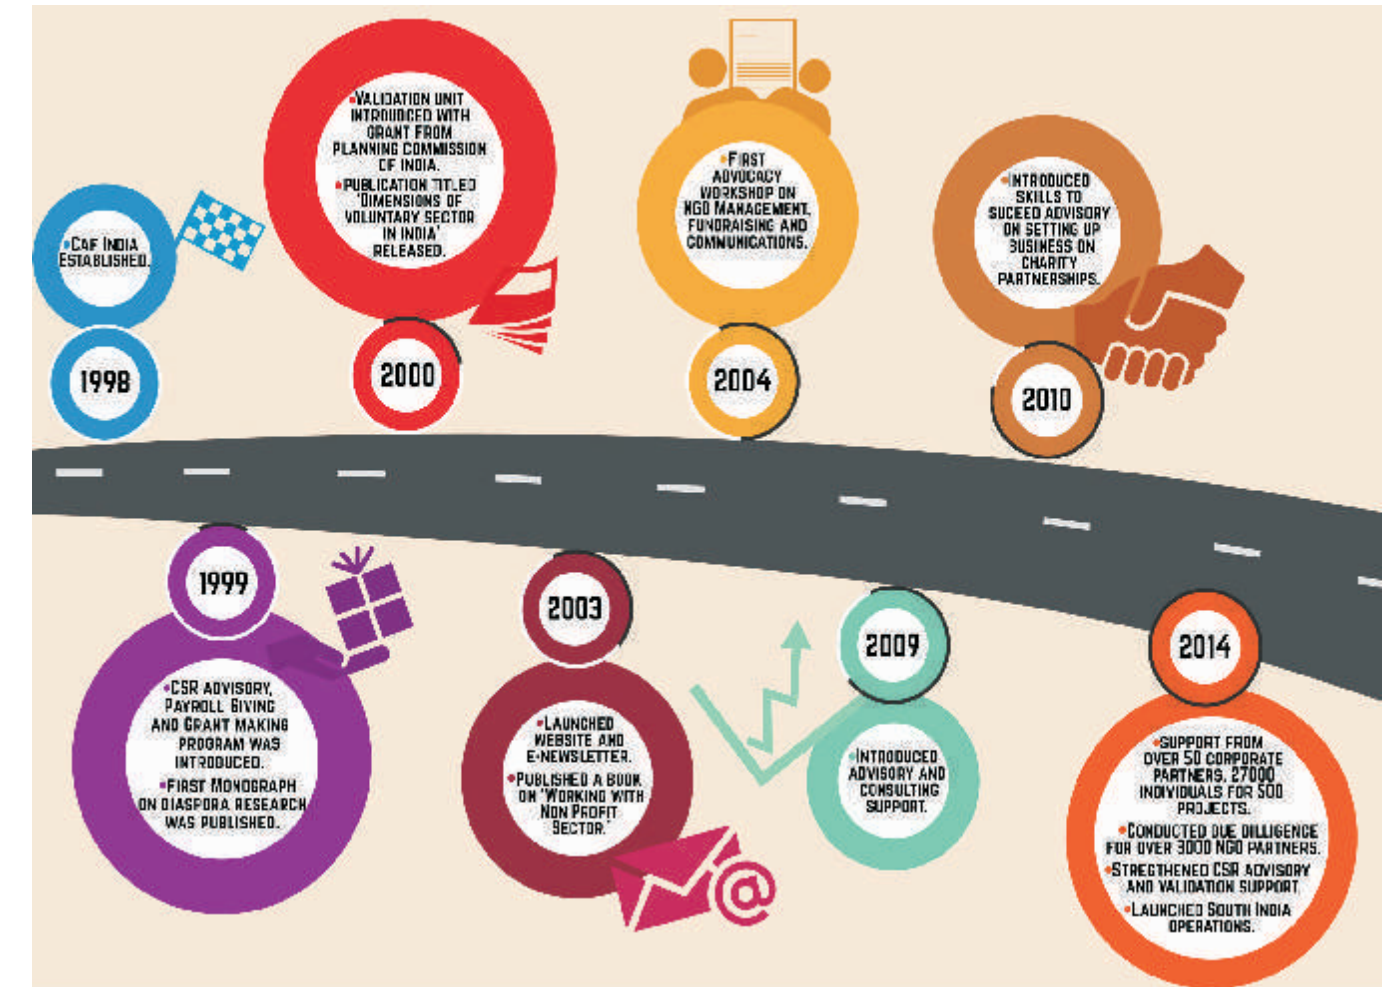 •CAF INDIA
ESTABLISHED.
1998
•VALIDATION UNIT
INTRODUCED WITH
GRANT FROM
PLANNING COMMISSION
OF INDIA.
•PUBLICATION TITLED
'DIMENSIONS OF
VOLUNTARY SECTOR
IN INDIA'
RELEASED.
2000
•FIRST
ADVOCACY
WORKSHOP ON
NGO MANAGEMENT,
FUNDRAISING AND
COMMUNICATIONS.
2004
•INTRODUCED
SKILLS TO
SUCEED ADVISORY
ON SETTING UP
BUSINESS ON
CHARITY
PARTNERSHIPS.
2010
1999
•CSR ADVISORY,
PAYROLL GIVING
AND GRANT MAKING
PROGRAM WAS
INTRODUCED.
•FIRST MONOGRAPH
ON DIASPORA RESEARCH
WAS PUBLISHED.
2003
•LAUNCHED
WEBSITE AND
E-NEWSLETTER.
•PUBLISHED A BOOK
ON 'WORKING WITH
NON PROFIT
SECTOR.'
2009
•INTRODUCED
ADVISORY AND
CONSULTING
SUPPORT.
2014
•SUPPORT FROM
OVER 50 CORPORATE
PARTNERS, 27000
INDIVIDUALS FOR 500
PROJECTS.
•CONDUCTED DUE DILLIGENCE
FOR OVER 3000 NGO PARTNERS.
•STREGTHENED CSR ADVISORY
AND VALIDATION SUPPORT.
•LAUNCHED SOUTH INDIA
OPERATIONS.